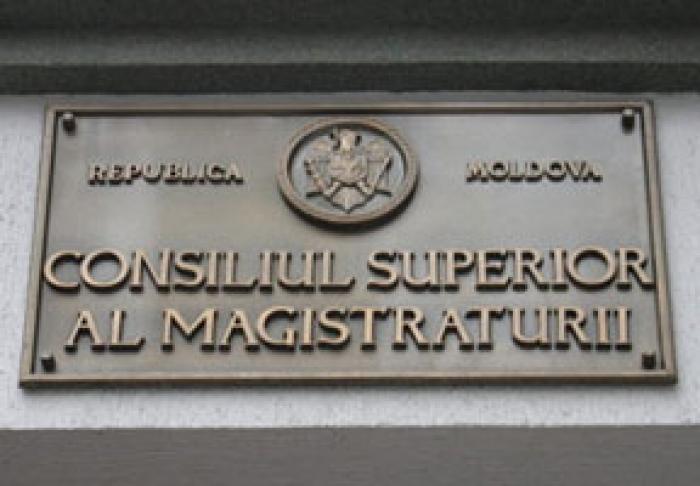 REPUBLICA MOLDOVA
CONSILIUL SUPERIOR
AL MAGISTRATURII